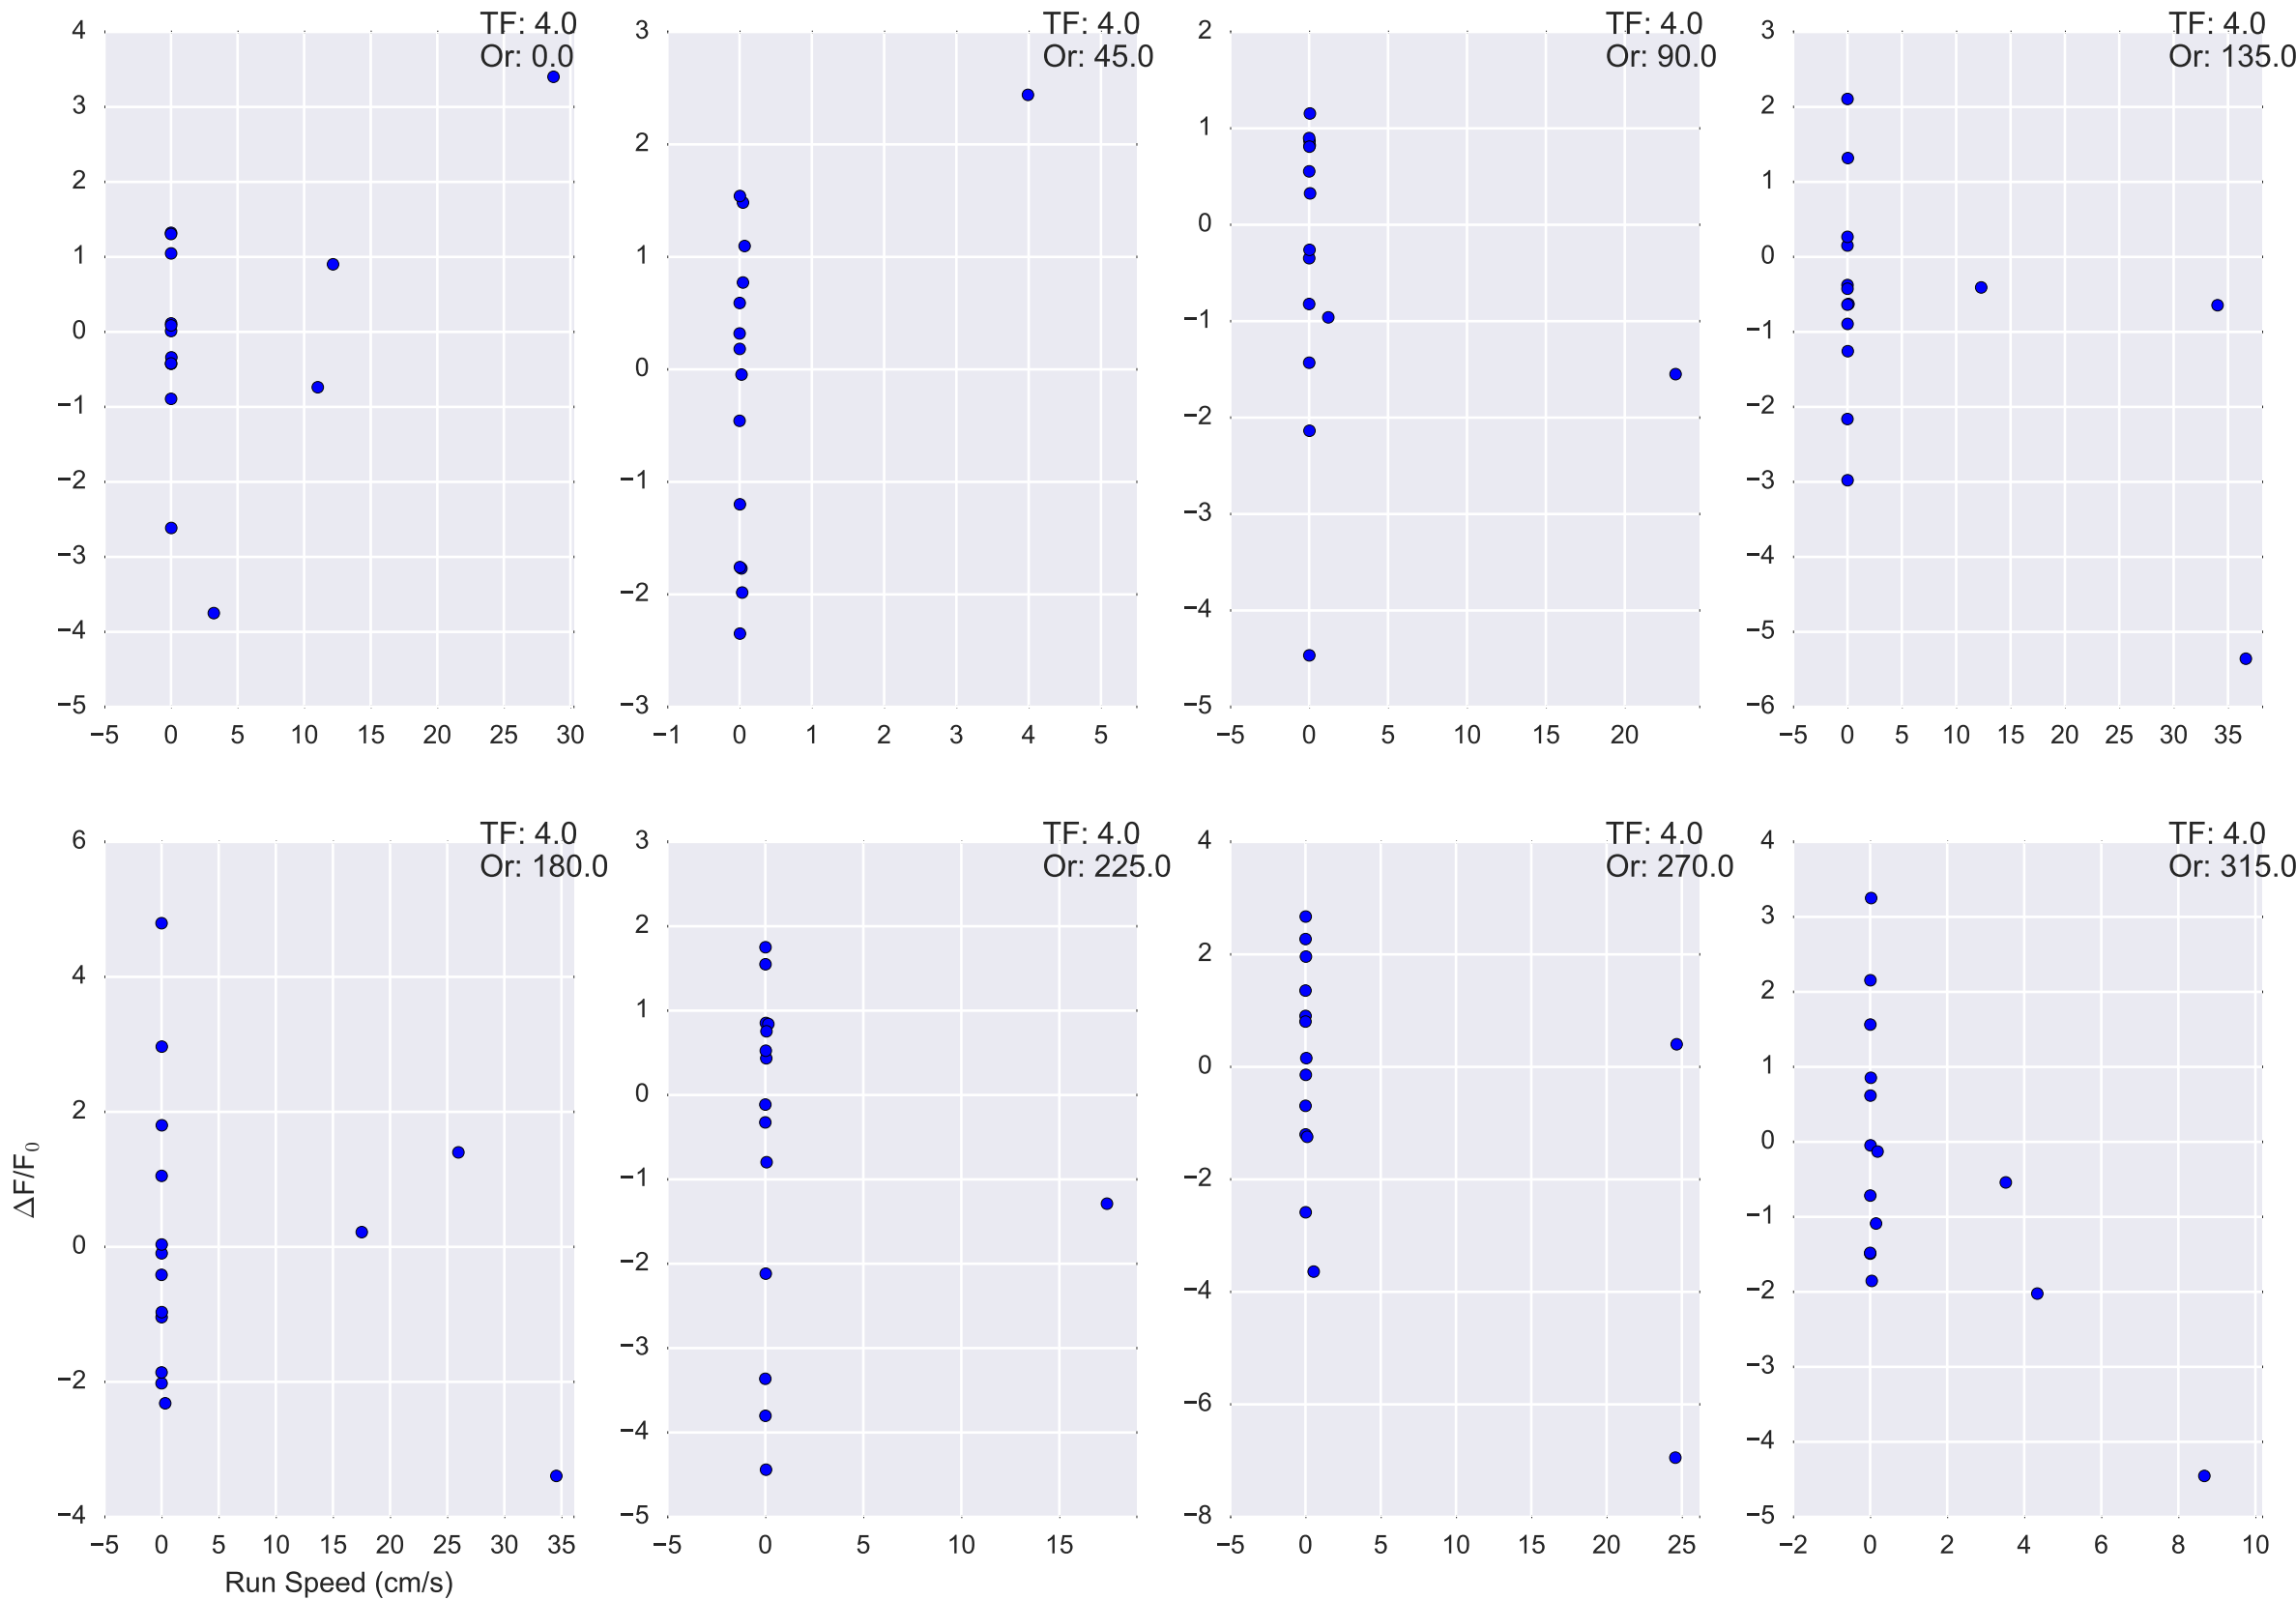 TF: 4.0
Or: 0.0
4
3
2
1
0
−1
−2
−3
−4
−5
−5 0 5 10 15 20 25 30
TF: 4.0
Or: 45.0
3
2
1
0
−1
−2
−3
−1 0 1 2 3 4 5
TF: 4.0
Or: 90.0
2
1
0
−1
−2
−3
−4
−5
−5 0 5 10 15 20
TF: 4.0
Or: 135.0
3
2
1
0
−1
−2
−3
−4
−5
−6
−5 0 5 10 15 20 25 30 35
TF: 4.0
Or: 180.0
6
4
2
0
−2
−4
−5 0 5 10 15 20 25 30 35
ΔF/F0
Run Speed (cm/s)
TF: 4.0
Or: 225.0
3
2
1
0
−1
−2
−3
−4
−5
−5 0 5 10 15
TF: 4.0
Or: 270.0
4
2
0
−2
−4
−6
−8
−5 0 5 10 15 20 25
TF: 4.0
Or: 315.0
4
3
2
1
0
−1
−2
−3
−4
−5
−2 0 2 4 6 8 10